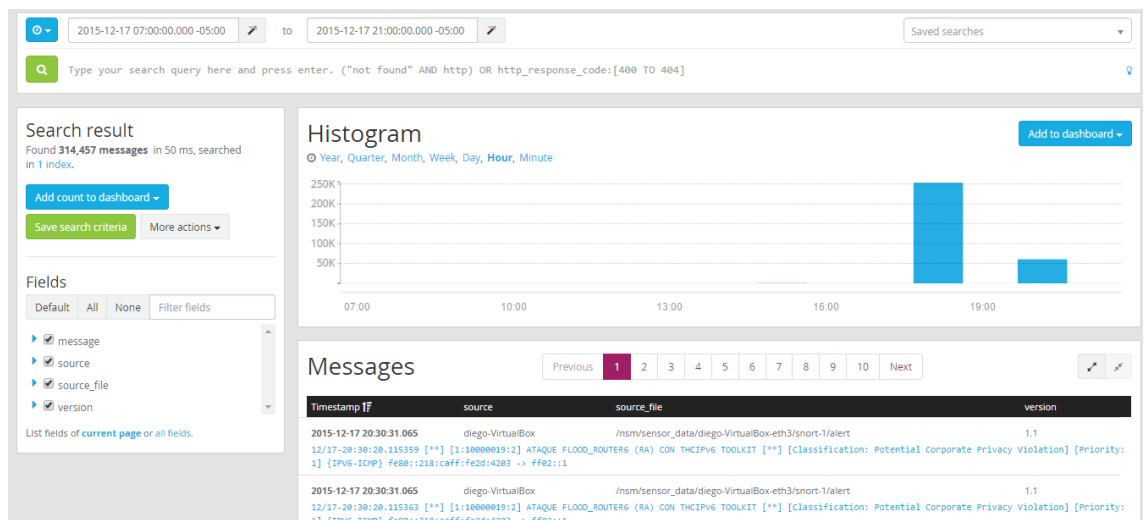 2015-12-17 07:00:00.000 -05:00 to 2015-12-17 21:00:00.000 -05:00 Saved searches
Type your search query here and press enter. ("not found" AND http) OR http_response_code:[400 TO 404]
Search result
Found 314,457 messages in 50 ms, searched
in 1 index.
Add count to dashboard
Save search criteria More actions
Fields
Default All None Filter fields
message
source
source_file
version
List fields of current page or all fields.
Histogram
Add to dashboard
Year, Quarter, Month, Week, Day, Hour, Minute
250K
200K
150K
100K
50K
07:00 10:00 13:00 16:00 19:00
Messages
Previous 1 2 3 4 5 6 7 8 9 10 Next
Timestamp source source_file version
2015-12-17 20:30:31.065 diego-VirtualBox /nsm/sensor_data/diego-VirtualBox-eth3/snort-1/alert 1.1
12/17-20:30:20.115359 [**] [1:10000019:2] ATAQUE FLOOD_ROUTER6 (RA) CON THCIPv6 TOOLKIT [**] [Classification: Potential Corporate Privacy Violation] [Priority:
1] {IPV6-ICMP} fe80::218:caff:fe2d:4203 -> ff02::1
2015-12-17 20:30:31.065 diego-VirtualBox /nsm/sensor_data/diego-VirtualBox-eth3/snort-1/alert 1.1
12/17-20:30:20.115363 [**] [1:10000019:2] ATAQUE FLOOD_ROUTER6 (RA) CON THCIPv6 TOOLKIT [**] [Classification: Potential Corporate Privacy Violation] [Priority: